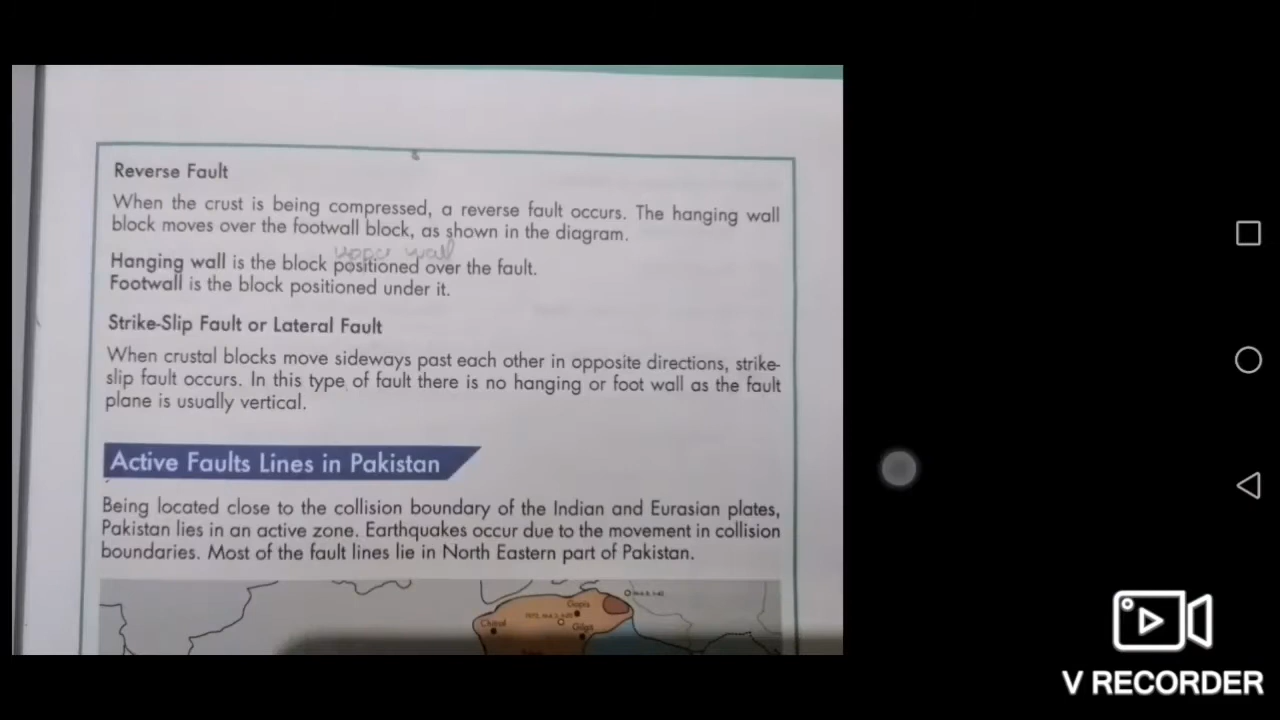 Reverse Fault
When the crust is being compressed, a reverse fault occurs. The hanging wall
block moves over the footwall block, as shown in the diagram.
upper wall
Hanging wall is the block positioned over the fault.
Footwall is the block positioned under it.
Strike-Slip Fault or Lateral Fault
When crustal blocks move sideways past each other in opposite directions, strike-
slip fault occurs. In this type of fault there is no hanging or foot wall as the fault
plane is usually vertical.
Active Faults Lines in Pakistan
Being located close to the collision boundary of the Indian and Eurasian plates,
Pakistan lies in an active zone. Earthquakes occur due to the movement in collision
boundaries. Most of the fault lines lie in North Eastern part of Pakistan.
Gupis
Chitral
Gilgit
V RECORDER